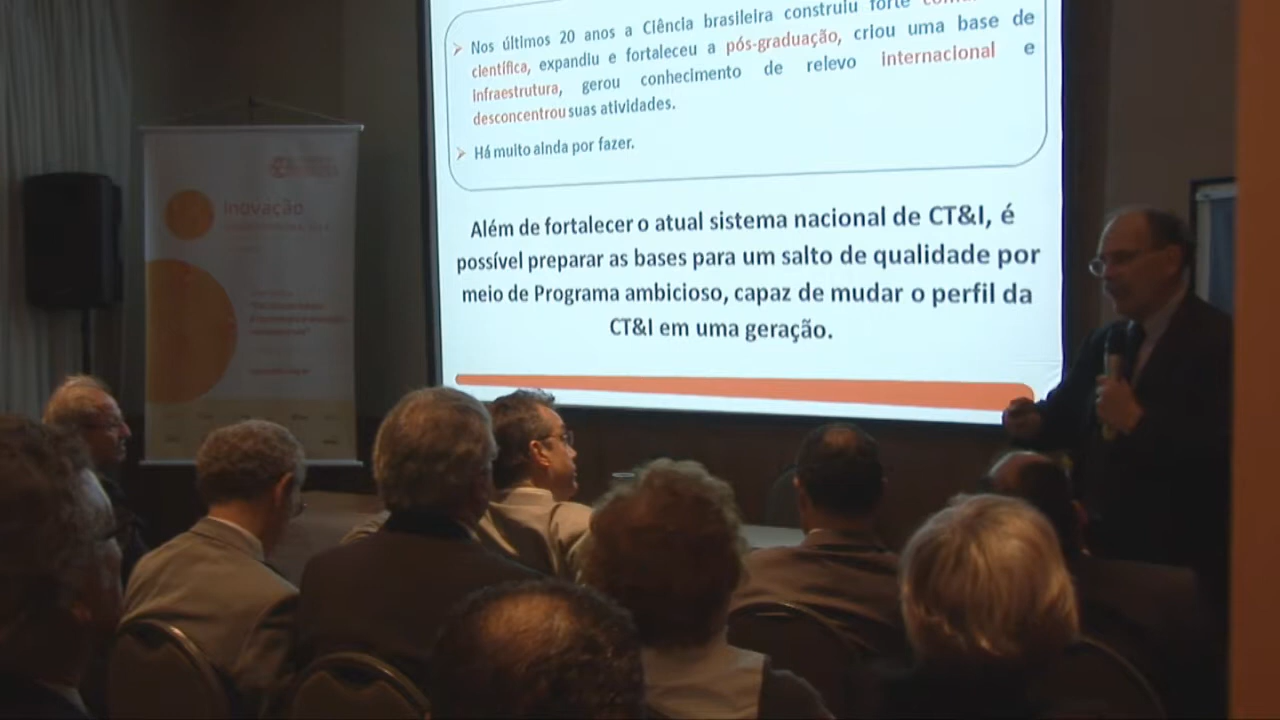 Nos últimos 20 anos a Ciência brasileira construiu forte
científica, expandiu e fortaleceu a pós-graduação, criou uma base de
infraestrutura, gerou conhecimento de relevo internacional e
desconcentrou suas atividades.
Há muito ainda por fazer.
Além de fortalecer o atual sistema nacional de CT&I, é
possível preparar as bases para um salto de qualidade por
meio de Programa ambicioso, capaz de mudar o perfil da
CT&I em uma geração.
Inovação